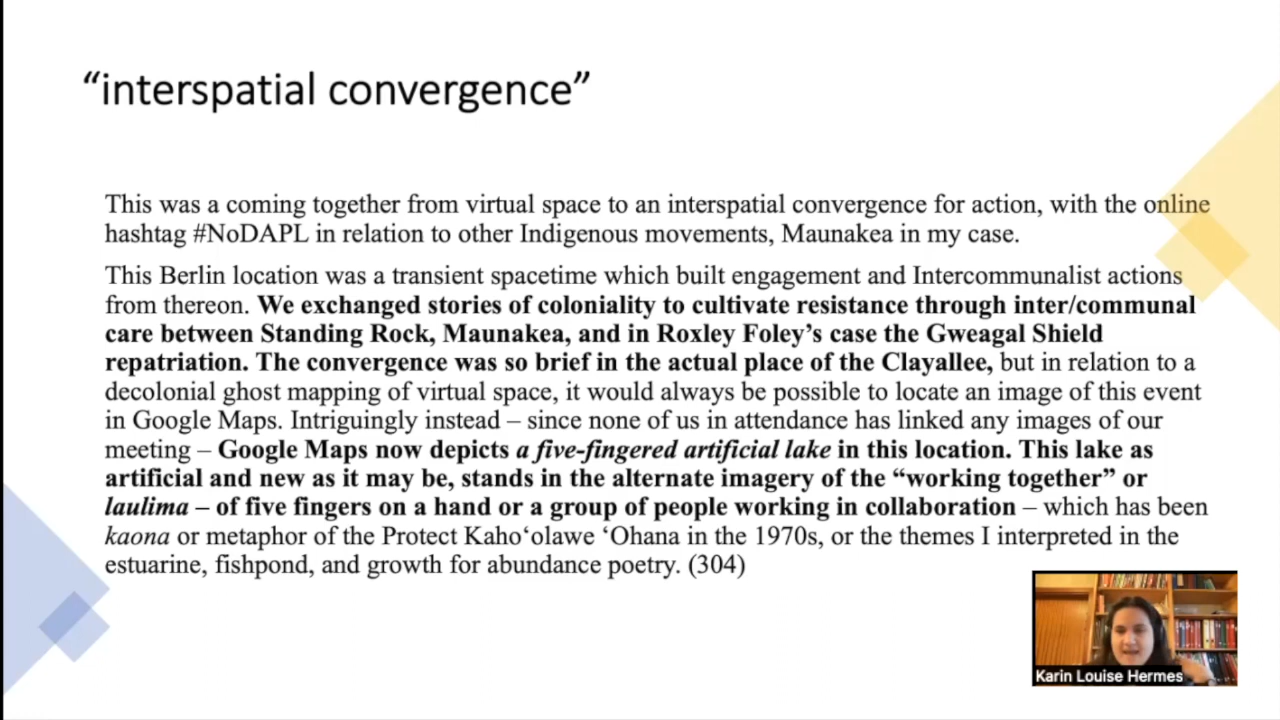 “interspatial convergence”
This was a coming together from virtual space to an interspatial convergence for action, with the online
hashtag #NoDAPL in relation to other Indigenous movements, Maunakea in my case.
This Berlin location was a transient spacetime which built engagement and Intercommunalist actions
from thereon. We exchanged stories of coloniality to cultivate resistance through inter/communal
care between Standing Rock, Maunakea, and in Roxley Foley’s case the Gweagal Shield
repatriation. The convergence was so brief in the actual place of the Clayallee, but in relation to a
decolonial ghost mapping of virtual space, it would always be possible to locate an image of this event
in Google Maps. Intriguingly instead – since none of us in attendance has linked any images of our
meeting – Google Maps now depicts a five-fingered artificial lake in this location. This lake as
artificial and new as it may be, stands in the alternate imagery of the “working together” or
laulima – of five fingers on a hand or a group of people working in collaboration – which has been
kaona or metaphor of the Protect Kahoʻolawe ʻOhana in the 1970s, or the themes I interpreted in the
estuarine, fishpond, and growth for abundance poetry. (304)
Karin Louise Hermes